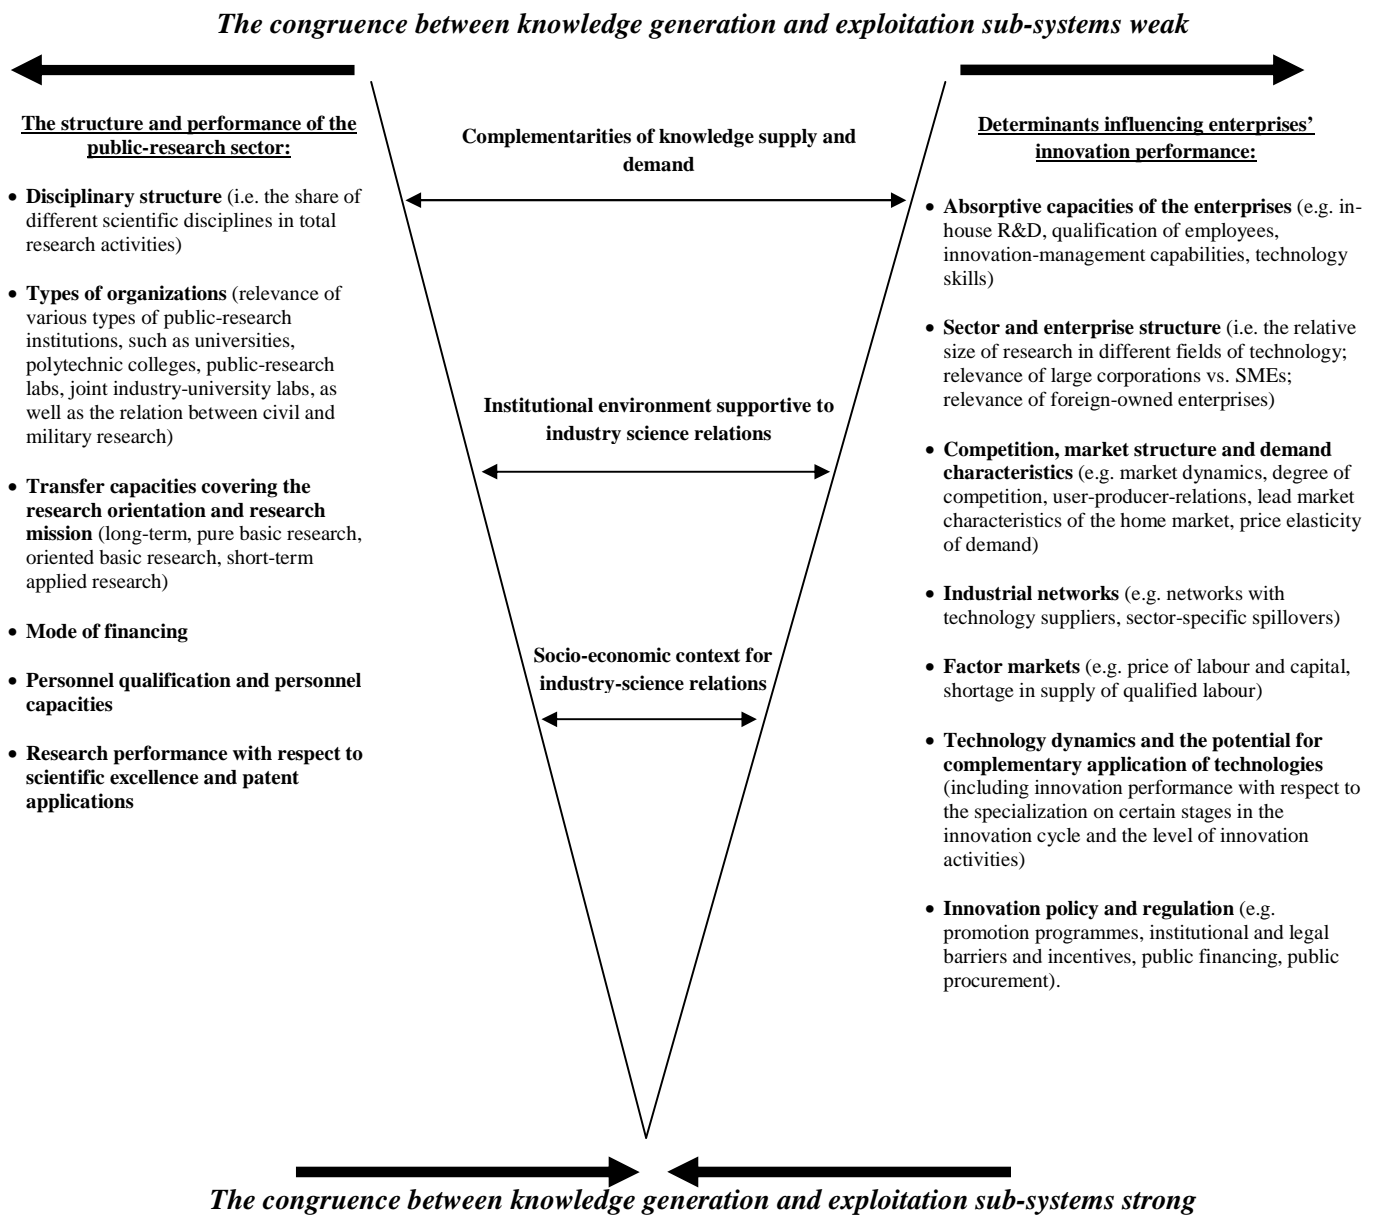 The congruence between knowledge generation and exploitation sub-systems weak
The structure and performance of the
public-research sector:
• Disciplinary structure (i.e. the share of
different scientific disciplines in total
research activities)
• Types of organizations (relevance of
various types of public-research
institutions, such as universities,
polytechnic colleges, public-research
labs, joint industry-university labs, as
well as the relation between civil and
military research)
• Transfer capacities covering the
research orientation and research
mission (long-term, pure basic research,
oriented basic research, short-term
applied research)
• Mode of financing
• Personnel qualification and personnel
capacities
• Research performance with respect to
scientific excellence and patent
applications
Complementarities of knowledge supply and
demand
Institutional environment supportive to
industry science relations
Socio-economic context for
industry-science relations
Determinants influencing enterprises’
innovation performance:
• Absorptive capacities of the enterprises (e.g. in-
house R&D, qualification of employees,
innovation-management capabilities, technology
skills)
• Sector and enterprise structure (i.e. the relative
size of research in different fields of technology;
relevance of large corporations vs. SMEs;
relevance of foreign-owned enterprises)
• Competition, market structure and demand
characteristics (e.g. market dynamics, degree of
competition, user-producer-relations, lead market
characteristics of the home market, price elasticity
of demand)
• Industrial networks (e.g. networks with
technology suppliers, sector-specific spillovers)
• Factor markets (e.g. price of labour and capital,
shortage in supply of qualified labour)
• Technology dynamics and the potential for
complementary application of technologies
(including innovation performance with respect to
the specialization on certain stages in the
innovation cycle and the level of innovation
activities)
• Innovation policy and regulation (e.g.
promotion programmes, institutional and legal
barriers and incentives, public financing, public
procurement).
The congruence between knowledge generation and exploitation sub-systems strong